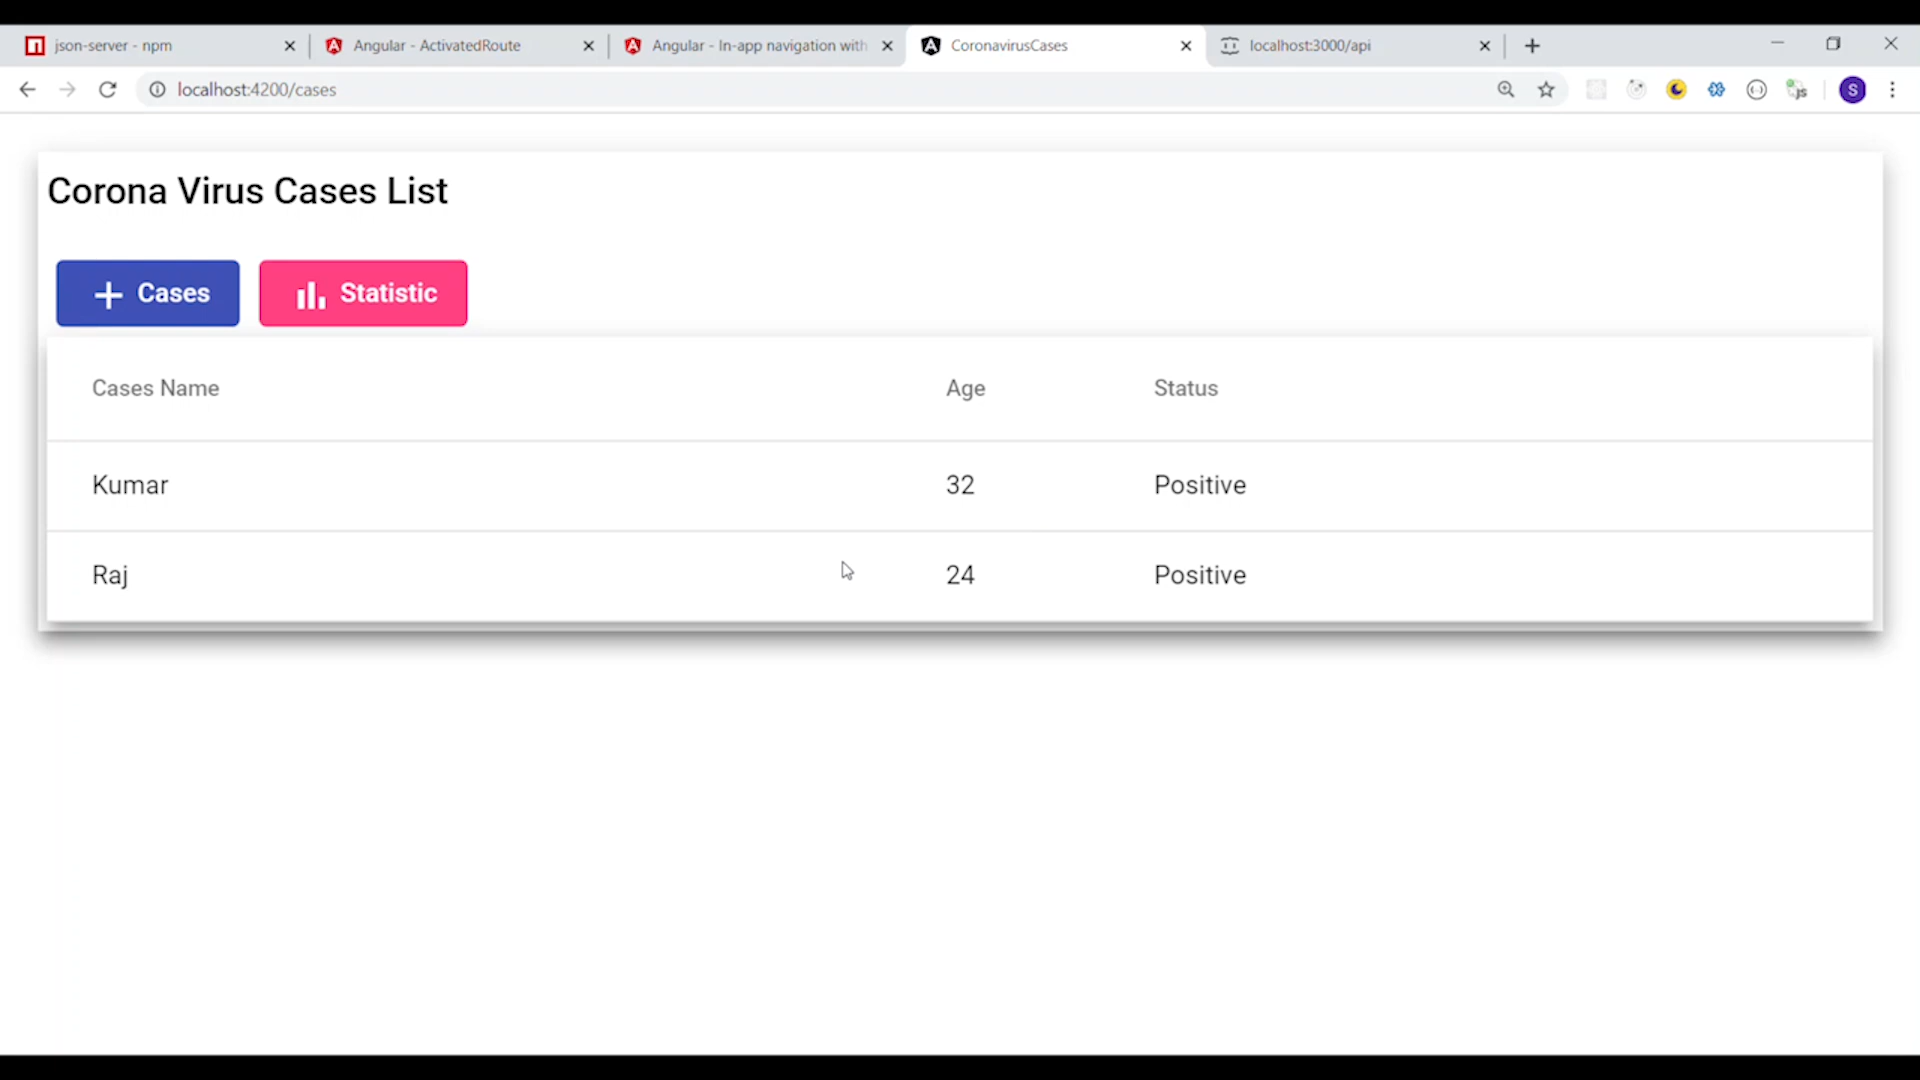 json-server - npm
Angular - ActivatedRoute
Angular - In-app navigation with
CoronavirusCases
localhost:3000/api
localhost:4200/cases
S
Corona Virus Cases List
Cases
Statistic
Cases Name Age Status
Kumar 32 Positive
Raj 24 Positive